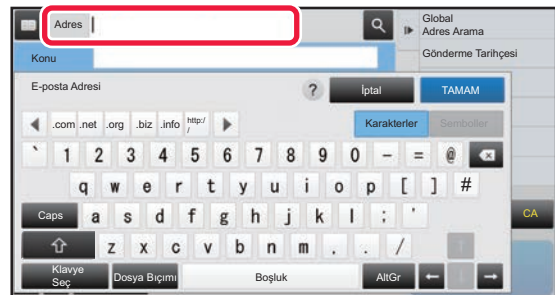 Adres
Global
Adres Arama
Konu
Gönderme Tarihçesi
E-posta Adresi
?
İptal
TAMAM
.com .net .org .biz .info http://
Karakterler
Semboller
` 1 2 3 4 5 6 7 8 9 0 - = @
q w e r t y u i o p [ ] #
Caps a s d f g h j k l ; '
CA
z x c v b n m . . /
Klavye
Seç
Dosya Bıçımı
Boşluk
AltGr